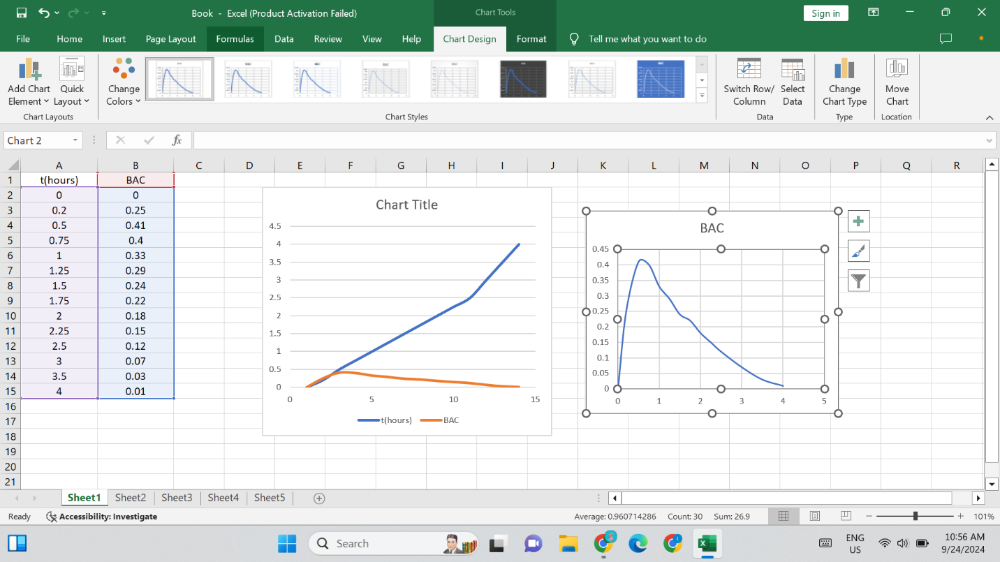 Book - Excel (Product Activation Failed)
Chart Tools
Sign in
File Home Insert Page Layout Formulas Data Review View Help Chart Design Format Tell me what you want to do
Add Chart Element
Quick Layout
Change Colors
Switch Row/ Column
Select Data
Change Chart Type
Move Chart
Chart Layouts
Chart Styles
Data
Type
Location
Chart 2
fx
A B C D E F G H I J K L M N O P Q R
1 t(hours) BAC
2 0 0
3 0.2 0.25
4 0.5 0.41
5 0.75 0.4
6 1 0.33
7 1.25 0.29
8 1.5 0.24
9 1.75 0.22
10 2 0.18
11 2.25 0.15
12 2.5 0.12
13 3 0.07
14 3.5 0.03
15 4 0.01
16
17
18
19
20
21
Chart Title
4.5
4
3.5
3
2.5
2
1.5
1
0.5
0
0 5 10 15
t(hours) BAC
BAC
0.45
0.4
0.35
0.3
0.25
0.2
0.15
0.1
0.05
0
0 1 2 3 4 5
Sheet1 Sheet2 Sheet3 Sheet4 Sheet5
Ready Accessibility: Investigate Average: 0.960714286 Count: 30 Sum: 26.9 101%
Search
ENG
US
10:56 AM
9/24/2024